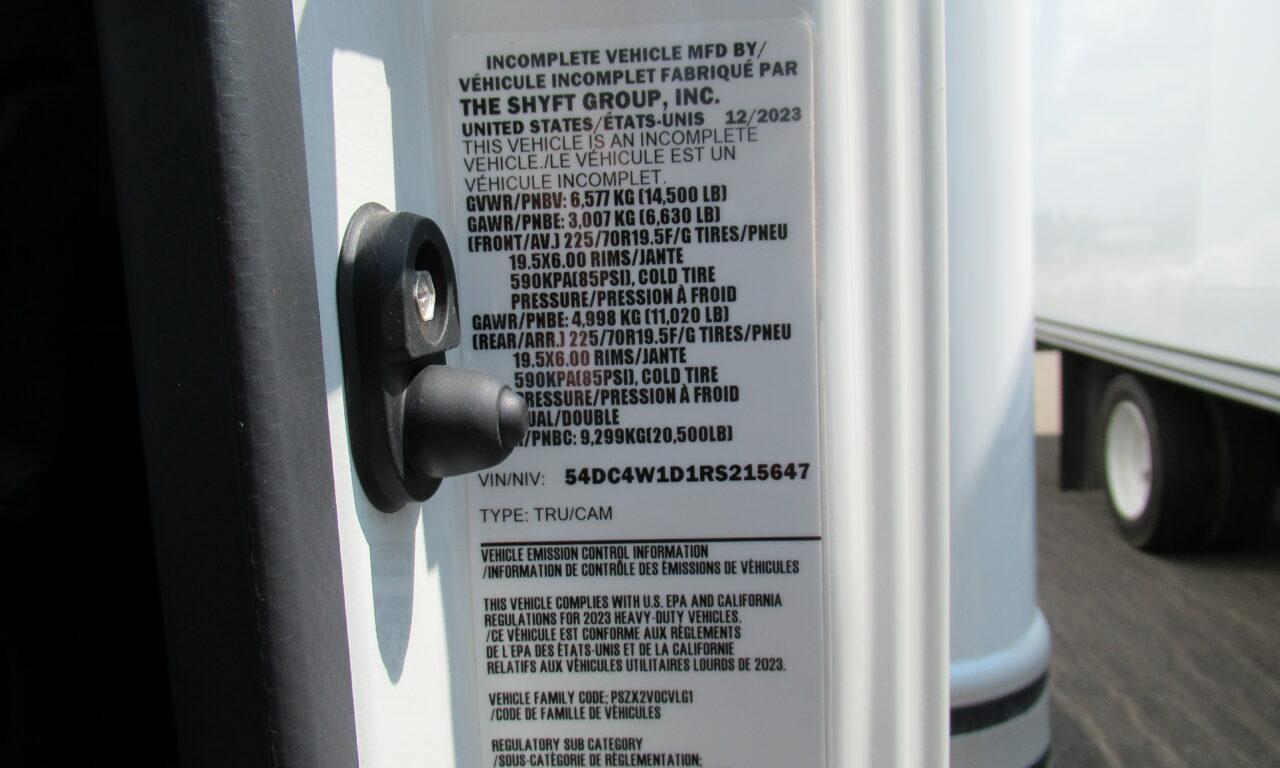 INCOMPLETE VEHICLE MFD BY/
VÉHICULE INCOMPLET FABRIQUÉ PAR
THE SHYFT GROUP, INC.
UNITED STATES/ÉTATS-UNIS 12/2023
THIS VEHICLE IS AN INCOMPLETE
VEHICLE./LE VÉHICULE EST UN
VÉHICULE INCOMPLET.
GVWR/PNBV: 6,577 KG (14,500 LB)
GAWR/PNBE: 3,007 KG (6,630 LB)
(FRONT/AV.) 225/70R19.5F/G TIRES/PNEU
19.5X6.00 RIMS/JANTE
590KPA(85PSI), COLD TIRE
PRESSURE/PRESSION À FROID
GAWR/PNBE: 4,998 KG (11,020 LB)
(REAR/ARR.) 225/70R19.5F/G TIRES/PNEU
19.5X6.00 RIMS/JANTE
590KPA(85PSI), COLD TIRE
RESSURE/PRESSION À FROID
UAL/DOUBLE
/PNBC: 9,299KG(20,500LB)
VIN/NIV: 54DC4W1D1RS215647
TYPE: TRU/CAM
VEHICLE EMISSION CONTROL INFORMATION
/INFORMATION DE CONTRÔLE DES ÉMISSIONS DE VÉHICULES
THIS VEHICLE COMPLIES WITH U.S. EPA AND CALIFORNIA
REGULATIONS FOR 2023 HEAVY-DUTY VEHICLES.
/CE VÉHICULE EST CONFORME AUX RÈGLEMENTS
DE L'EPA DES ÉTATS-UNIS ET DE LA CALIFORNIE
RELATIFS AUX VÉHICULES UTILITAIRES LOURDS DE 2023.
VEHICLE FAMILY CODE: PSZX2VOCVLG1
/CODE DE FAMILLE DE VÉHICULES
REGULATORY SUB CATEGORY
/SOUS-CATÉGORIE DE RÈGLEMENTATION: